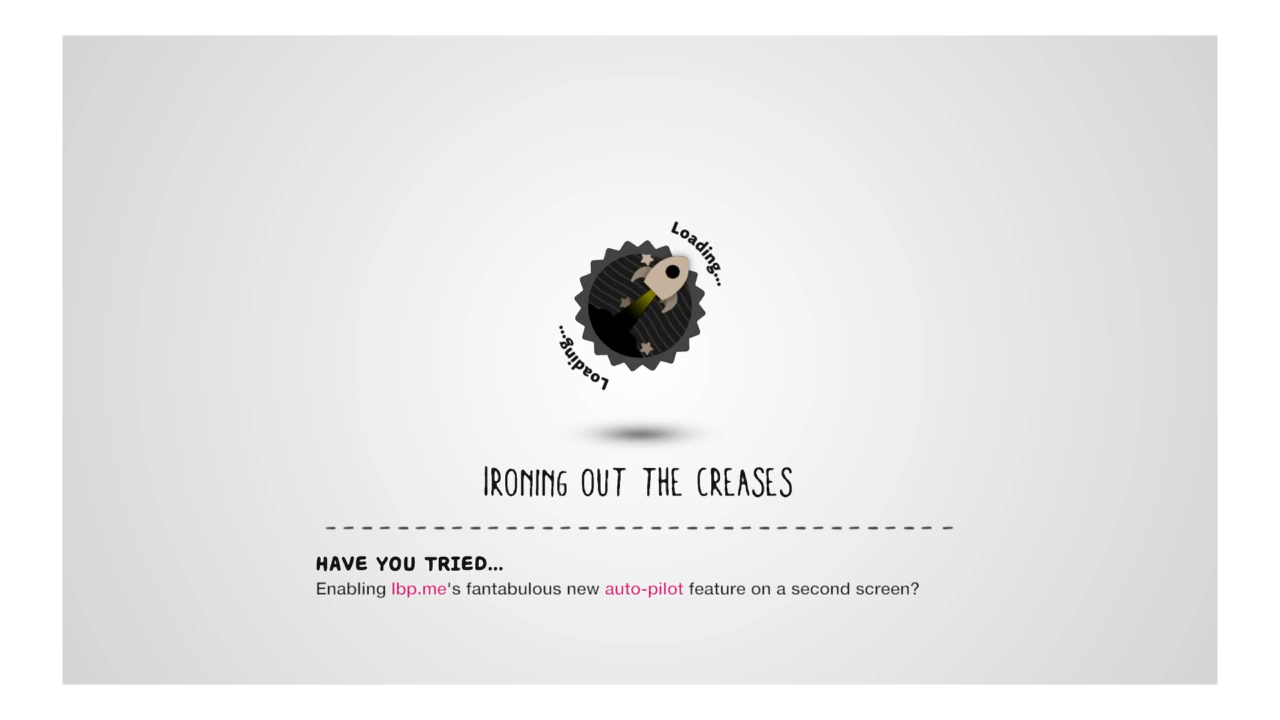 Loading...
Loading...
IRONING OUT THE CREASES
HAVE YOU TRIED...
Enabling lbp.me's fantabulous new auto-pilot feature on a second screen?